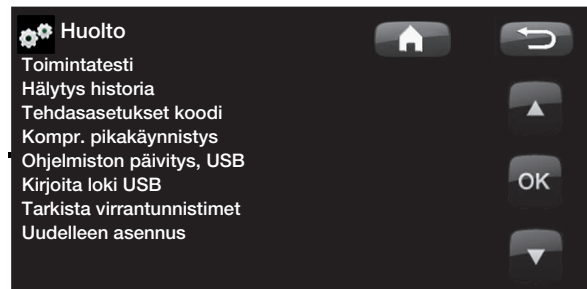 Huolto
Toimintatesti
Hälytys historia
Tehdasasetukset koodi
Kompr. pikakäynnistys
Ohjelmiston päivitys, USB
Kirjoita loki USB
Tarkista virrantunnistimet
Uudelleen asennus
OK